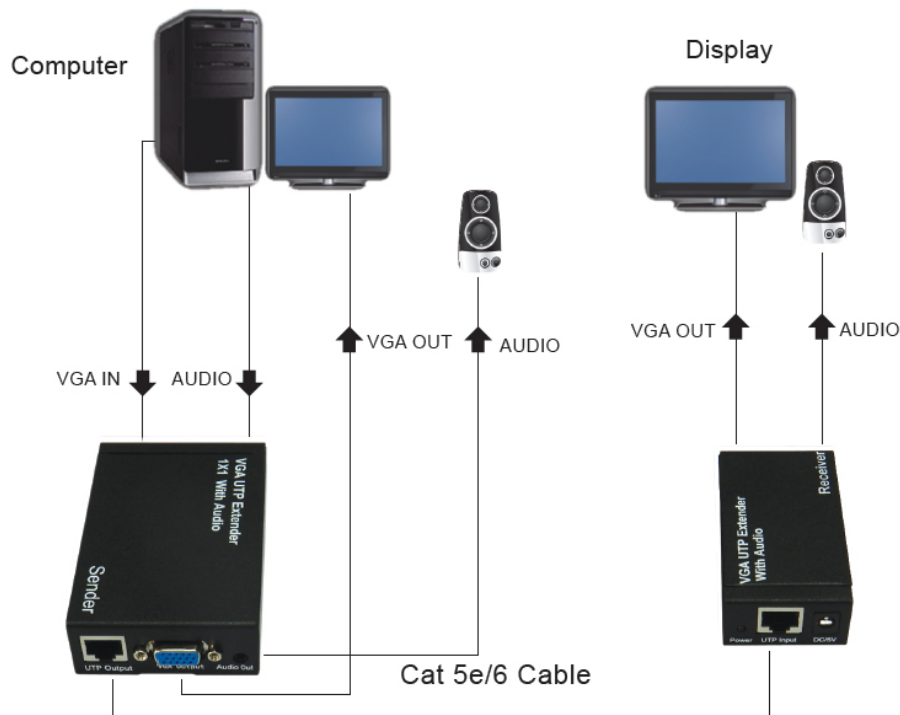 Computer
Display
VGA OUT
AUDIO
VGA OUT
AUDIO
VGA IN
AUDIO
VGA UTP Extender
1X1 With Audio
Sender
UTP Output
VGA Output
Audio Out
Receiver
VGA UTP Extender
With Audio
Power
UTP Input
DC/5V
Cat 5e/6 Cable